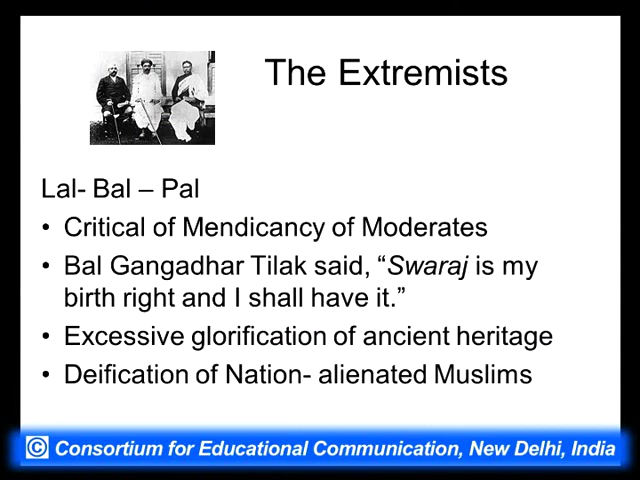 The Extremists
Lal- Bal – Pal
• Critical of Mendicancy of Moderates
• Bal Gangadhar Tilak said, “Swaraj is my
birth right and I shall have it.”
• Excessive glorification of ancient heritage
• Deification of Nation- alienated Muslims
© Consortium for Educational Communication, New Delhi, India